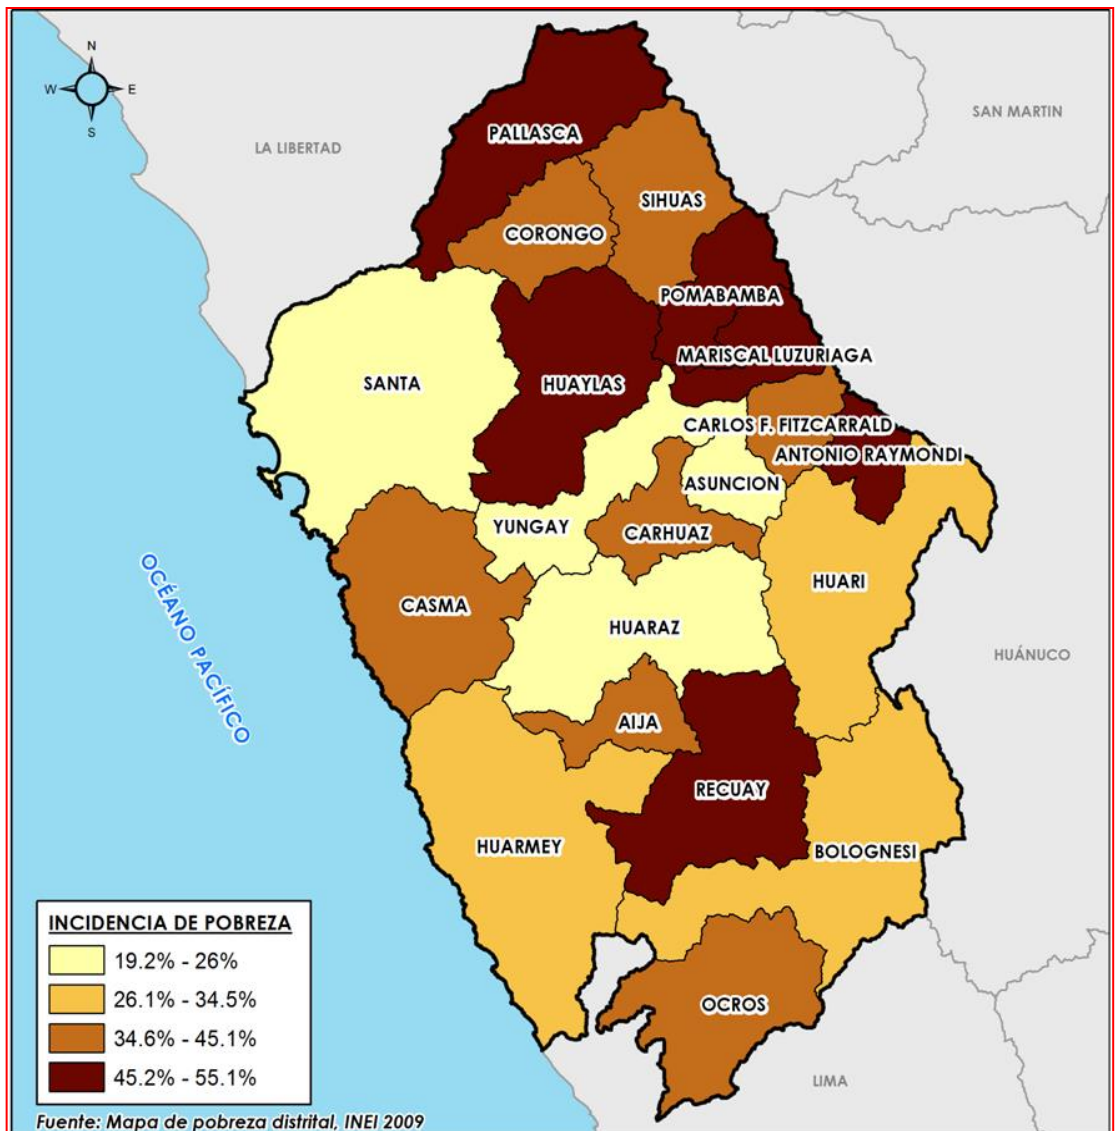 N
W
E
S
SAN MARTIN
PALLASCA
LA LIBERTAD
SIHUAS
CORONGO
POMABAMBA
MARISCAL LUZURIAGA
SANTA
HUAYLAS
CARLOS F. FITZCARRALD
ANTONIO RAYMONDI
ASUNCION
YUNGAY
CARHUAZ
HUARI
CASMA
HUARAZ
OCÉANO PACÍFICO
HUÁNUCO
AIJA
RECUAY
HUARMEY
BOLOGNESI
OCROS
LIMA
INCIDENCIA DE POBREZA
19.2% - 26%
26.1% - 34.5%
34.6% - 45.1%
45.2% - 55.1%
Fuente: Mapa de pobreza distrital, INEI 2009